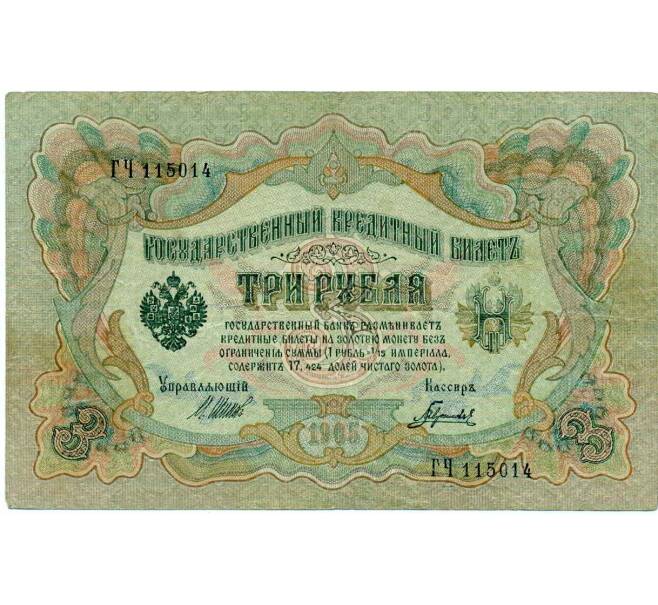 ГЧ 115014
ГОСУДАРСТВЕННЫЙ КРЕДИТНЫЙ БИЛЕТЪ
ТРИ РУБЛЯ
ГОСУДАРСТВЕННЫЙ БАНКЪ РАЗМѢНИВАЕТЪ
КРЕДИТНЫЕ БИЛЕТЫ НА ЗОЛОТУЮ МОНЕТУ БЕЗЪ
ОГРАНИЧЕНІЯ СУММЫ (1 РУБЛЬ = 1/15 ИМПЕРІАЛА,
СОДЕРЖИТЪ 17,424 ДОЛЕЙ ЧИСТАГО ЗОЛОТА).
Управляющій Кассиръ
3 1905 3
ГЧ 115014